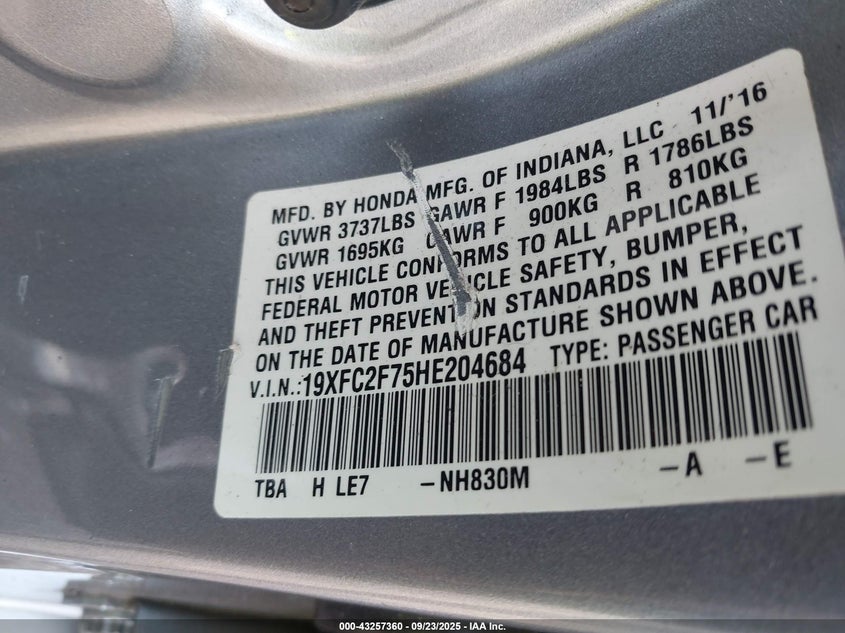 MFD. BY HONDA MFG. OF INDIANA, LLC 11/'16
GVWR 3737LBS GAWR F 1984LBS R 1786LBS
GVWR 1695KG GAWR F 900KG R 810KG
THIS VEHICLE CONFORMS TO ALL APPLICABLE
FEDERAL MOTOR VEHICLE SAFETY, BUMPER,
AND THEFT PREVENTION STANDARDS IN EFFECT
ON THE DATE OF MANUFACTURE SHOWN ABOVE.
V.I.N.:19XFC2F75HE204684 TYPE: PASSENGER CAR
TBA H LE7 -NH830M -A -E
000-43257360 - 09/23/2025 - IAA Inc.